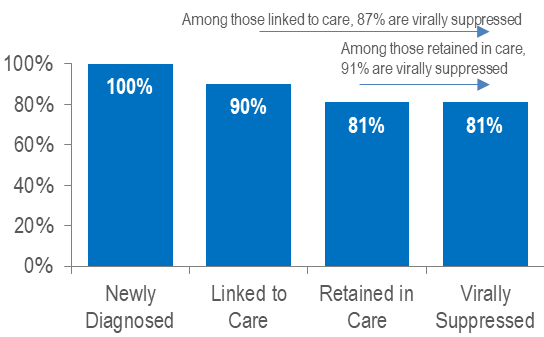 Among those linked to care, 87% are virally suppressed
Among those retained in care,
91% are virally suppressed
100%
80%
60%
40%
20%
0%
100%
90%
81%
81%
Newly
Diagnosed
Linked to
Care
Retained in
Care
Virally
Suppressed